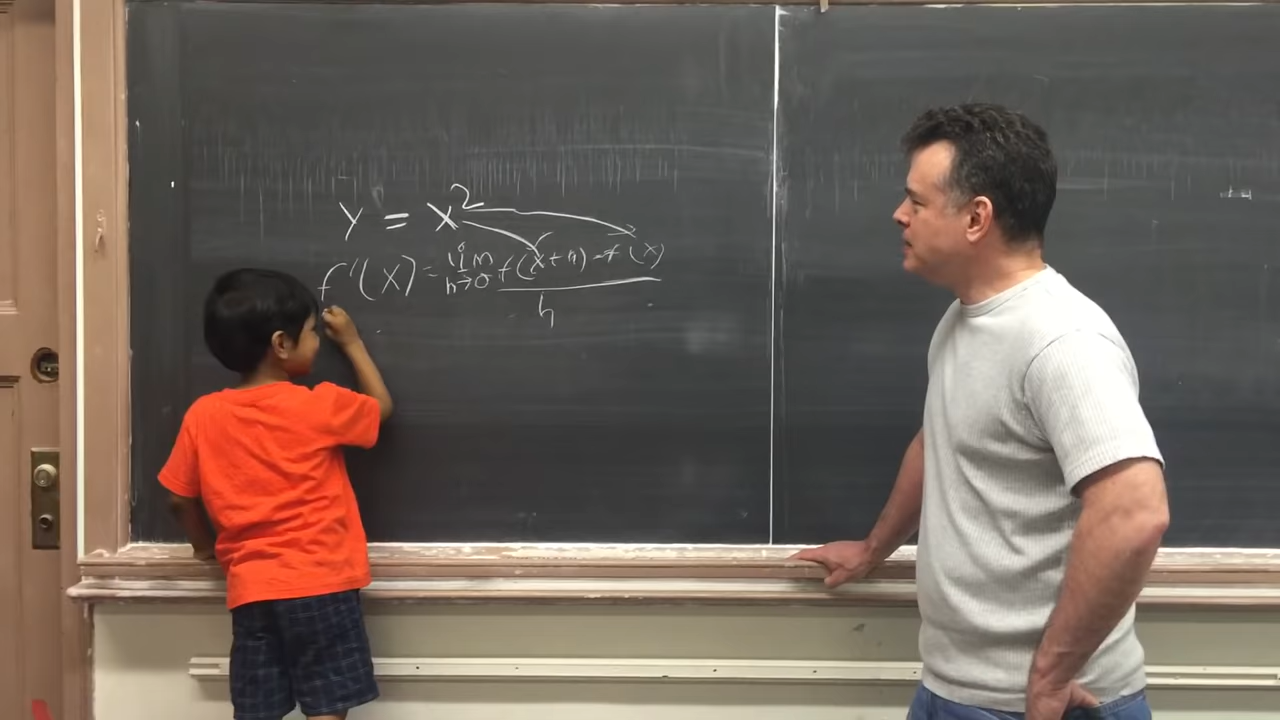 y = x²
f'(x) = lim h→0 f(x+h) - f(x)
h